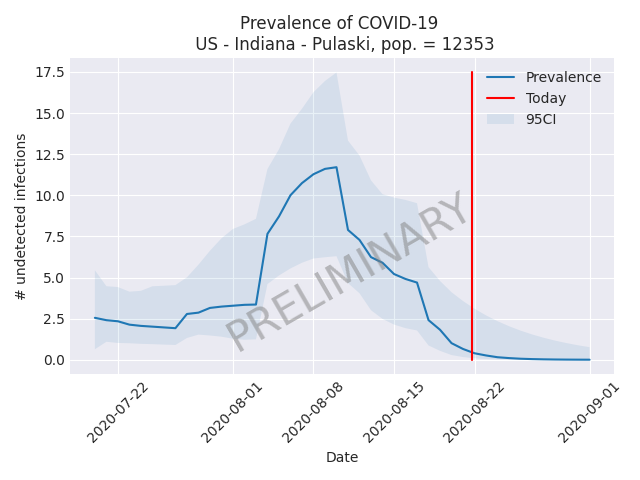 Prevalence of COVID-19
US - Indiana - Pulaski, pop. = 12353
# undetected infections
17.5
15.0
12.5
10.0
7.5
5.0
2.5
0.0
Prevalence
Today
95CI
PRELIMINARY
2020-07-22
2020-08-01
2020-08-08
2020-08-15
2020-08-22
2020-09-01
Date